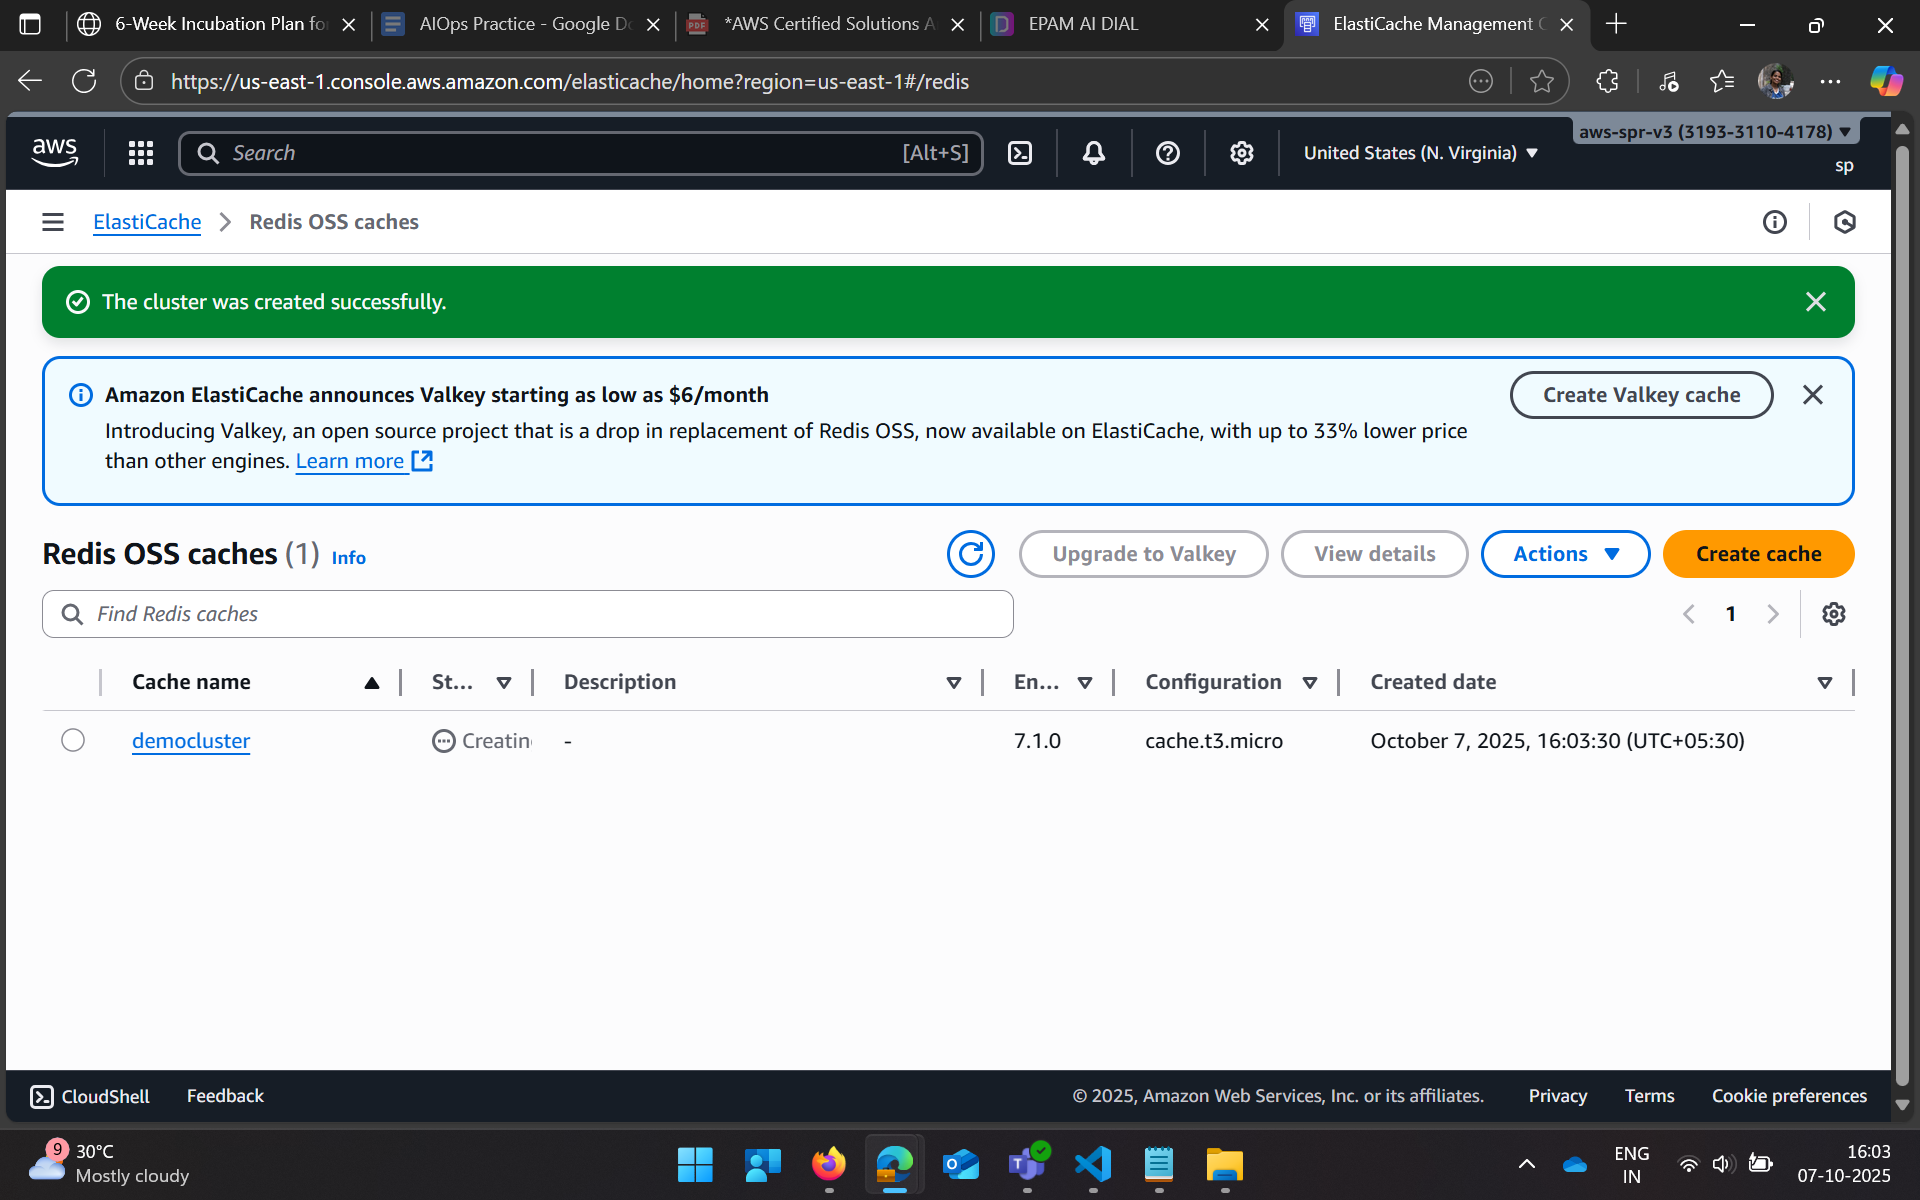 6-Week Incubation Plan fo
AIOps Practice - Google Do
*AWS Certified Solutions A
EPAM AI DIAL
ElastiCache Management C
https://us-east-1.console.aws.amazon.com/elasticache/home?region=us-east-1#/redis
aws
Search
[Alt+S]
United States (N. Virginia)
aws-spr-v3 (3193-3110-4178)
sp
ElastiCache
Redis OSS caches
The cluster was created successfully.
Amazon ElastiCache announces Valkey starting as low as $6/month
Create Valkey cache
Introducing Valkey, an open source project that is a drop in replacement of Redis OSS, now available on ElastiCache, with up to 33% lower price
than other engines. Learn more
Redis OSS caches (1) Info
Upgrade to Valkey
View details
Actions
Create cache
Find Redis caches
1
Cache name
St...
Description
En...
Configuration
Created date
democluster
Creatin
-
7.1.0
cache.t3.micro
October 7, 2025, 16:03:30 (UTC+05:30)
CloudShell
Feedback
© 2025, Amazon Web Services, Inc. or its affiliates.
Privacy
Terms
Cookie preferences
9
30°C
Mostly cloudy
ENG
IN
16:03
07-10-2025